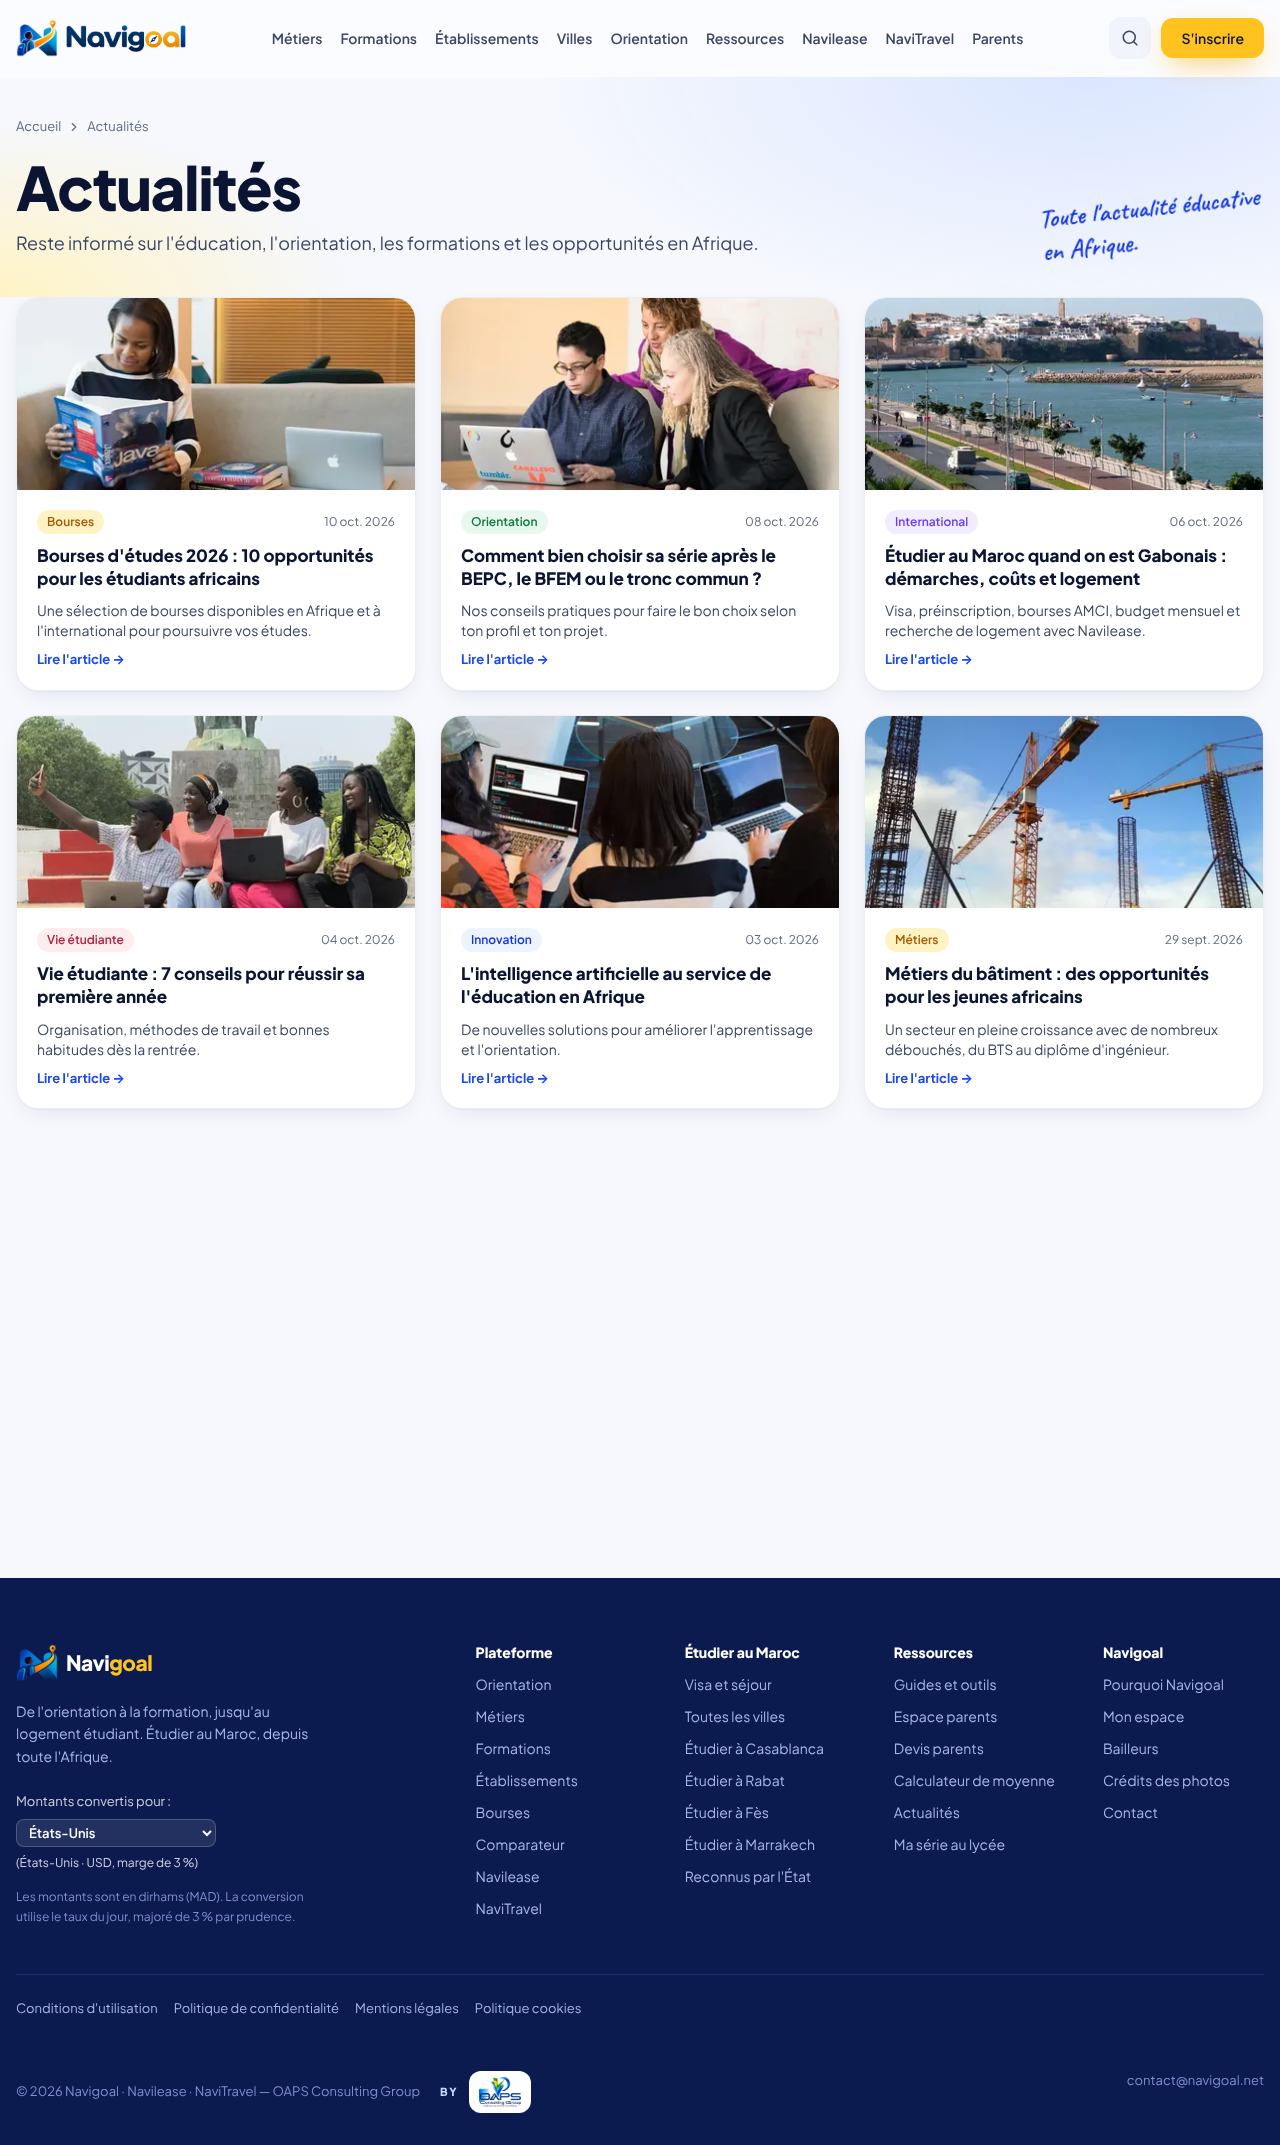 Navigoal
Métiers Formations Établissements Villes Orientation Ressources Navilease NaviTravel Parents
S'inscrire
Accueil > Actualités
Actualités
Reste informé sur l'éducation, l'orientation, les formations et les opportunités en Afrique.
Toute l'actualité éducative
en Afrique.
Java
tumblr.
Bourses 10 oct. 2026
Bourses d'études 2026 : 10 opportunités
pour les étudiants africains
Une sélection de bourses disponibles en Afrique et à
l'international pour poursuivre vos études.
Lire l'article →
Orientation 08 oct. 2026
Comment bien choisir sa série après le
BEPC, le BFEM ou le tronc commun ?
Nos conseils pratiques pour faire le bon choix selon
ton profil et ton projet.
Lire l'article →
International 06 oct. 2026
Étudier au Maroc quand on est Gabonais :
démarches, coûts et logement
Visa, préinscription, bourses AMCI, budget mensuel et
recherche de logement avec Navilease.
Lire l'article →
Vie étudiante 04 oct. 2026
Vie étudiante : 7 conseils pour réussir sa
première année
Organisation, méthodes de travail et bonnes
habitudes dès la rentrée.
Lire l'article →
Innovation 03 oct. 2026
L'intelligence artificielle au service de
l'éducation en Afrique
De nouvelles solutions pour améliorer l'apprentissage
et l'orientation.
Lire l'article →
Métiers 29 sept. 2026
Métiers du bâtiment : des opportunités
pour les jeunes africains
Un secteur en pleine croissance avec de nombreux
débouchés, du BTS au diplôme d'ingénieur.
Lire l'article →
Navigoal
De l'orientation à la formation, jusqu'au
logement étudiant. Étudier au Maroc, depuis
toute l'Afrique.
Montants convertis pour :
États-Unis
(États-Unis · USD, marge de 3 %)
Les montants sont en dirhams (MAD). La conversion
utilise le taux du jour, majoré de 3 % par prudence.
Plateforme
Orientation
Métiers
Formations
Établissements
Bourses
Comparateur
Navilease
NaviTravel
Étudier au Maroc
Visa et séjour
Toutes les villes
Étudier à Casablanca
Étudier à Rabat
Étudier à Fès
Étudier à Marrakech
Reconnus par l'État
Ressources
Guides et outils
Espace parents
Devis parents
Calculateur de moyenne
Actualités
Ma série au lycée
Navigoal
Pourquoi Navigoal
Mon espace
Bailleurs
Crédits des photos
Contact
Conditions d'utilisation Politique de confidentialité Mentions légales Politique cookies
© 2026 Navigoal · Navilease · NaviTravel — OAPS Consulting Group BY
OAPS
Consulting Group
contact@navigoal.net